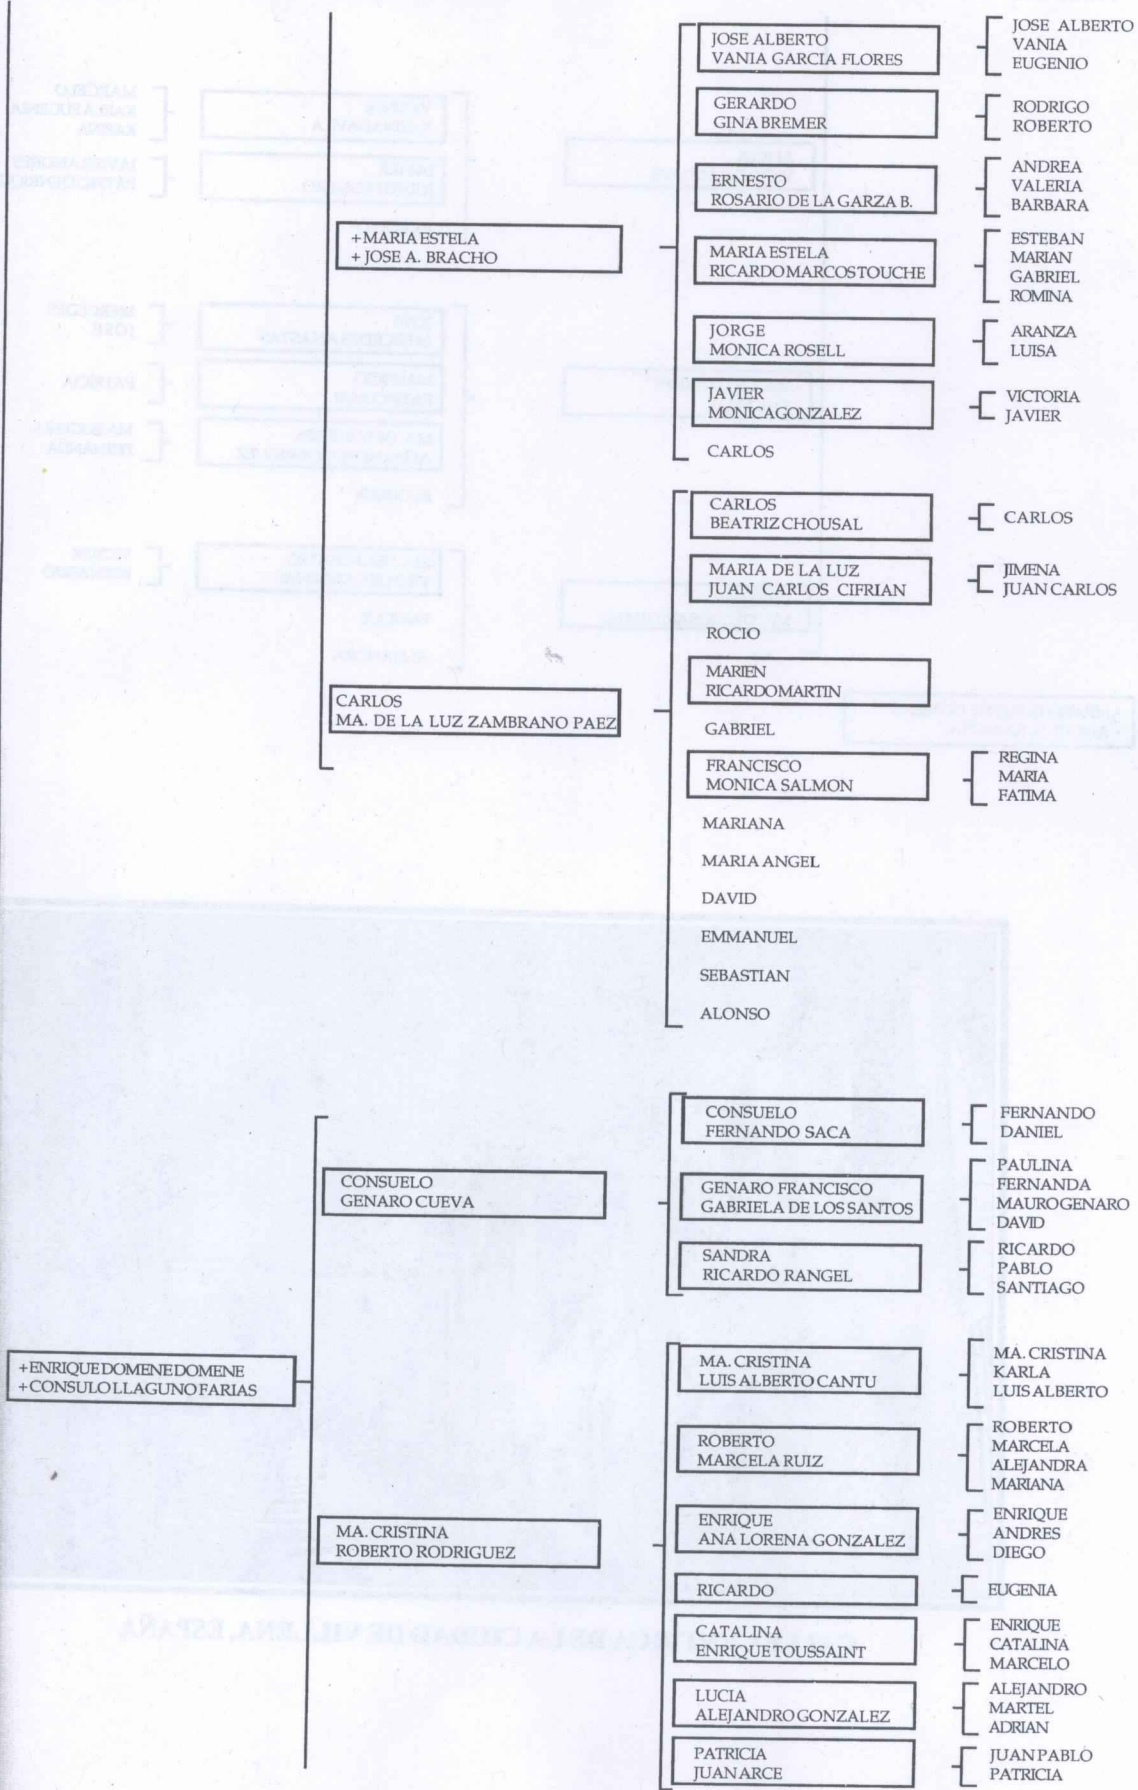 JOSE ALBERTO
VANIA GARCIA FLORES
JOSE ALBERTO
VANIA
EUGENIO
GERARDO
GINA BREMER
RODRIGO
ROBERTO
ERNESTO
ROSARIO DE LA GARZA B.
ANDREA
VALERIA
BARBARA
+ MARIA ESTELA
+ JOSE A. BRACHO
MARIA ESTELA
RICARDO MARCOS TOUCHE
ESTEBAN
MARIAN
GABRIEL
ROMINA
JORGE
MONICA ROSELL
ARANZA
LUISA
JAVIER
MONICA GONZALEZ
VICTORIA
JAVIER
CARLOS
CARLOS
BEATRIZ CHOUSAL
CARLOS
MARIA DE LA LUZ
JUAN CARLOS CIFRIAN
JIMENA
JUAN CARLOS
ROCIO
CARLOS
MA. DE LA LUZ ZAMBRANO PAEZ
MARIEN
RICARDO MARTIN
GABRIEL
FRANCISCO
MONICA SALMON
REGINA
MARIA
FATIMA
MARIANA
MARIA ANGEL
DAVID
EMMANUEL
SEBASTIAN
ALONSO
CONSUELO
FERNANDO SACA
FERNANDO
DANIEL
CONSUELO
GENARO CUEVA
GENARO FRANCISCO
GABRIELA DE LOS SANTOS
PAULINA
FERNANDA
MAURO GENARO
DAVID
SANDRA
RICARDO RANGEL
RICARDO
PABLO
SANTIAGO
+ ENRIQUE DOMENE DOMENE
+ CONSULO LLAGUNO FARIAS
MA. CRISTINA
LUIS ALBERTO CANTU
MA. CRISTINA
KARLA
LUIS ALBERTO
ROBERTO
MARCELA RUIZ
ROBERTO
MARCELA
ALEJANDRA
MARIANA
MA. CRISTINA
ROBERTO RODRIGUEZ
ENRIQUE
ANA LORENA GONZALEZ
ENRIQUE
ANDRES
DIEGO
RICARDO
EUGENIA
CATALINA
ENRIQUE TOUSSAINT
ENRIQUE
CATALINA
MARCELO
LUCIA
ALEJANDRO GONZALEZ
ALEJANDRO
MARTEL
ADRIAN
PATRICIA
JUAN ARCE
JUAN PABLO
PATRICIA